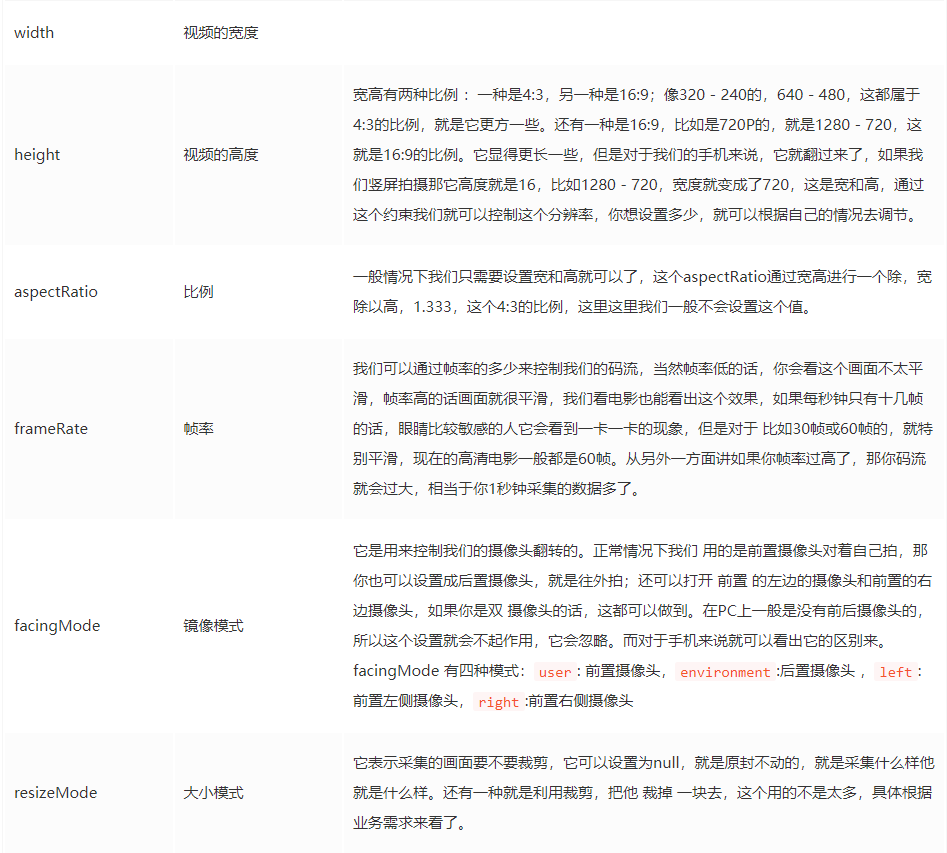 width 视频的宽度
宽高有两种比例 ：一种是4:3，另一种是16:9；像320 - 240的，640 - 480，这都属于
4:3的比例，就是它更方一些。还有一种是16:9，比如是720P的，就是1280 - 720，这
height 视频的高度 就是16:9的比例。它显得更长一些，但是对于我们的手机来说，它就翻过来了，如果我
们竖屏拍摄那它高度就是16，比如1280 - 720，宽度就变成了720，这是宽和高，通过
这个约束我们就可以控制这个分辨率，你想设置多少，就可以根据自己的情况去调节。
aspectRatio 比例 一般情况下我们只需要设置宽和高就可以了，这个aspectRatio通过宽高进行一个除，宽
除以高，1.333，这个4:3的比例，这里这里我们一般不会设置这个值。
我们可以通过帧率的多少来控制我们的码流，当然帧率低的话，你会看这个画面不太平
滑，帧率高的话画面就很平滑，我们看电影也能看出这个效果，如果每秒钟只有十几帧
frameRate 帧率 的话，眼睛比较敏感的人它会看到一卡一卡的现象，但是对于 比如30帧或60帧的，就特
别平滑，现在的高清电影一般都是60帧。从另外一方面讲如果你帧率过高了，那你码流
就会过大，相当于你1秒钟采集的数据多了。
它是用来控制我们的摄像头翻转的。正常情况下我们 用的是前置摄像头对着自己拍，那
你也可以设置成后置摄像头，就是往外拍；还可以打开 前置 的左边的摄像头和前置的右
边摄像头，如果你是双 摄像头的话，这都可以做到。在PC上一般是没有前后摄像头的，
facingMode 镜像模式 所以这个设置就会不起作用，它会忽略。而对于手机来说就可以看出它的区别来。
facingMode 有四种模式： user : 前置摄像头， environment :后置摄像头 ， left :
前置左侧摄像头， right :前置右侧摄像头
它表示采集的画面要不要裁剪，它可以设置为null，就是原封不动的，就是采集什么样他
resizeMode 大小模式 就是什么样。还有一种就是利用裁剪，把他 裁掉 一块去，这个用的不是太多，具体根据
业务需求来看了。